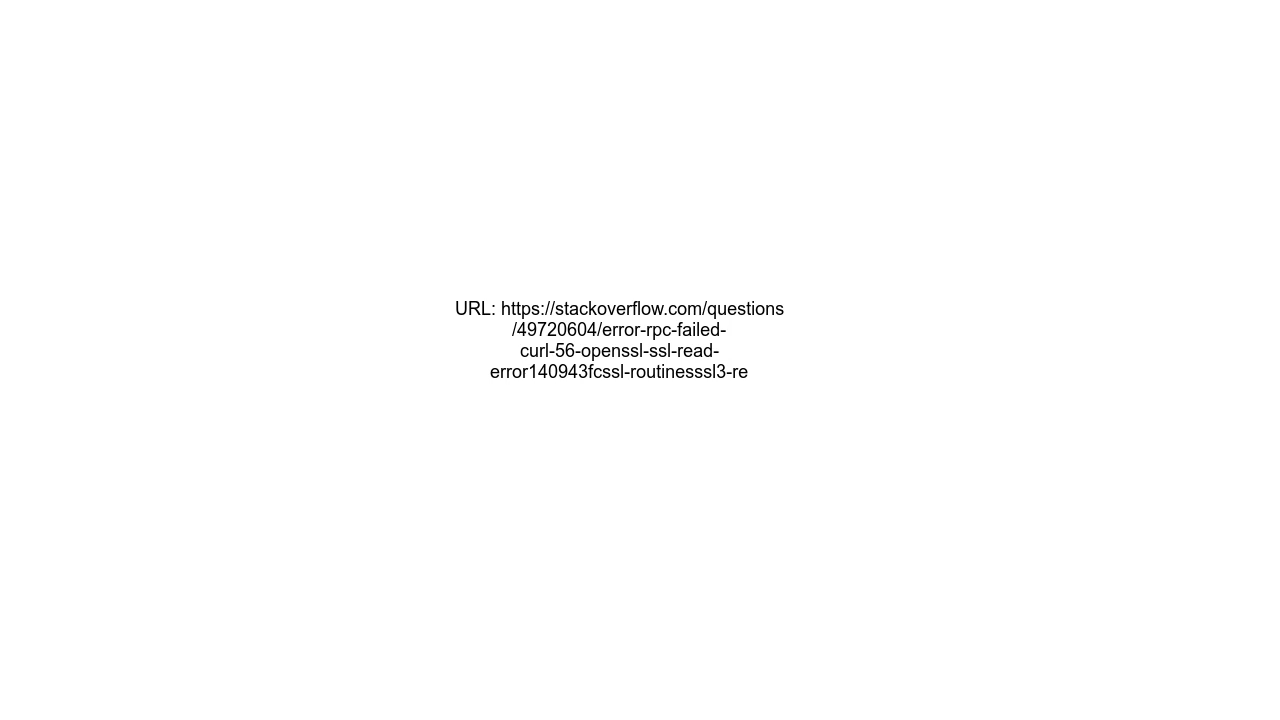 URL: https://stackoverflow.com/questions
/49720604/error-rpc-failed-
curl-56-openssl-ssl-read-
error140943fcssl-routinesssl3-re